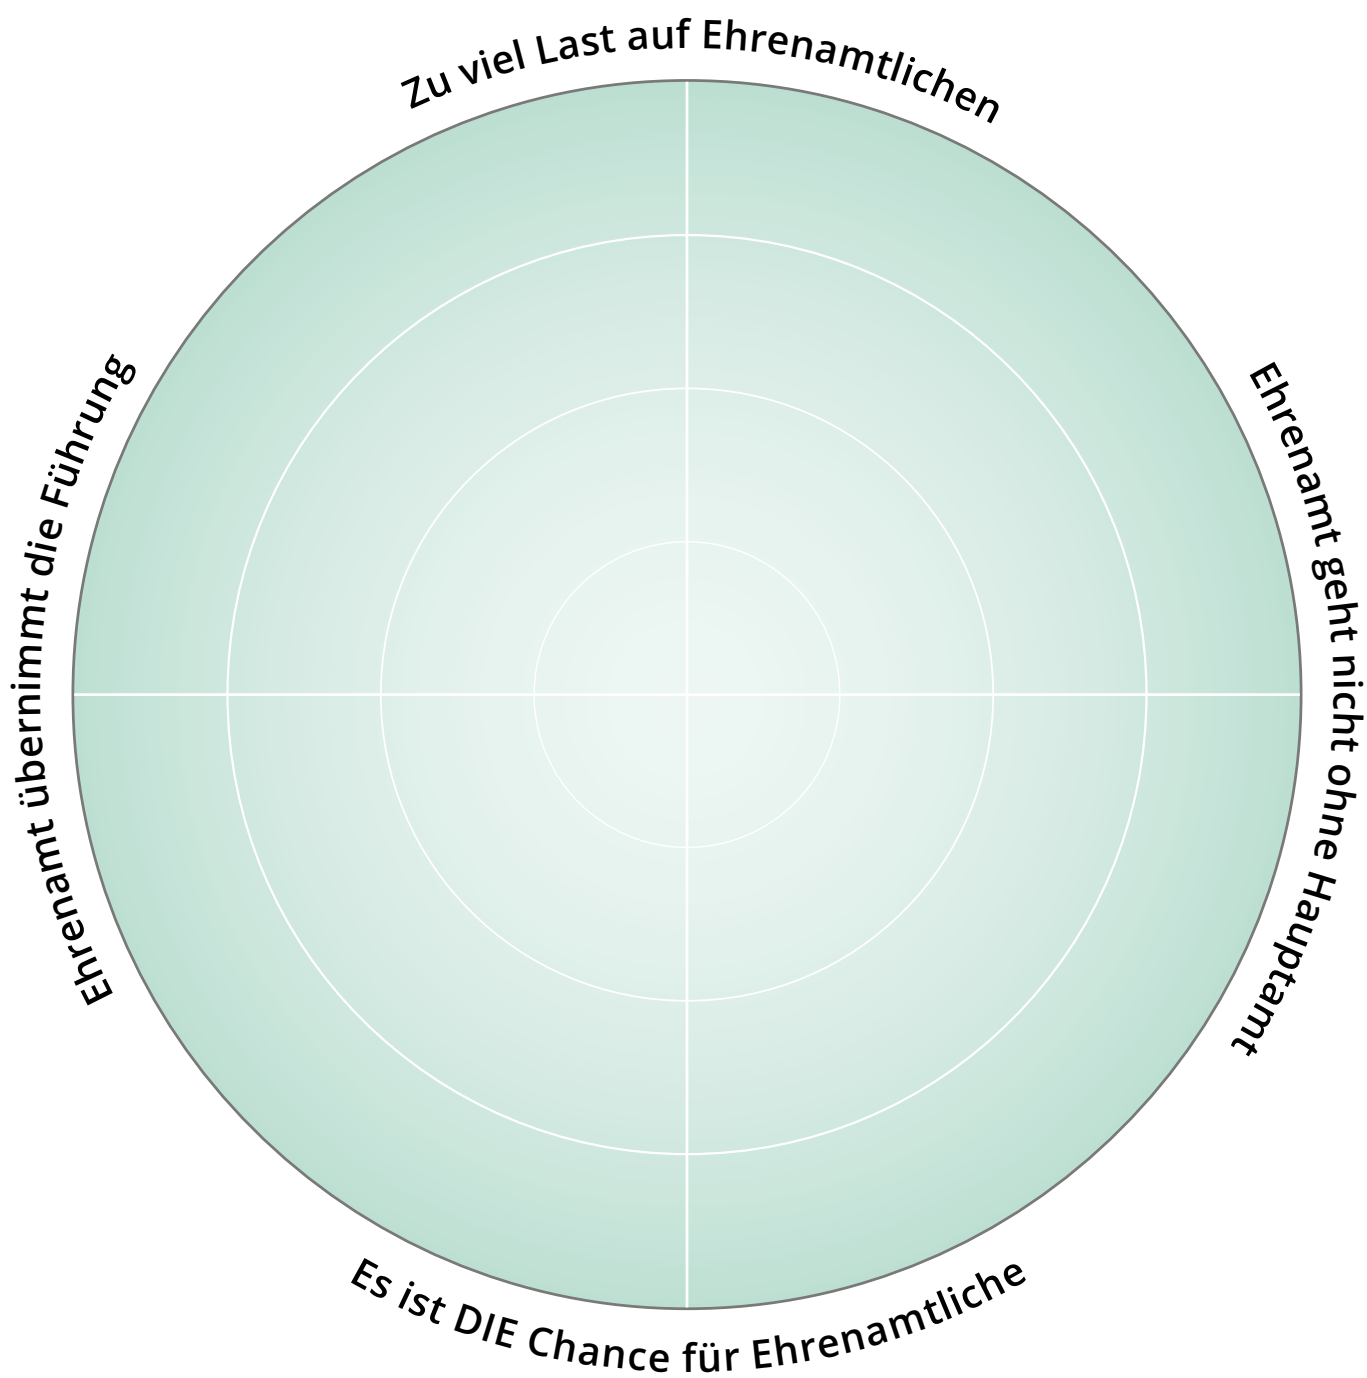 Zu viel Last auf Ehrenamtlichen
Ehrenamt übernimmt die Führung
Ehrenamt geht nicht ohne Hauptamt
Es ist DIE Chance für Ehrenamtliche